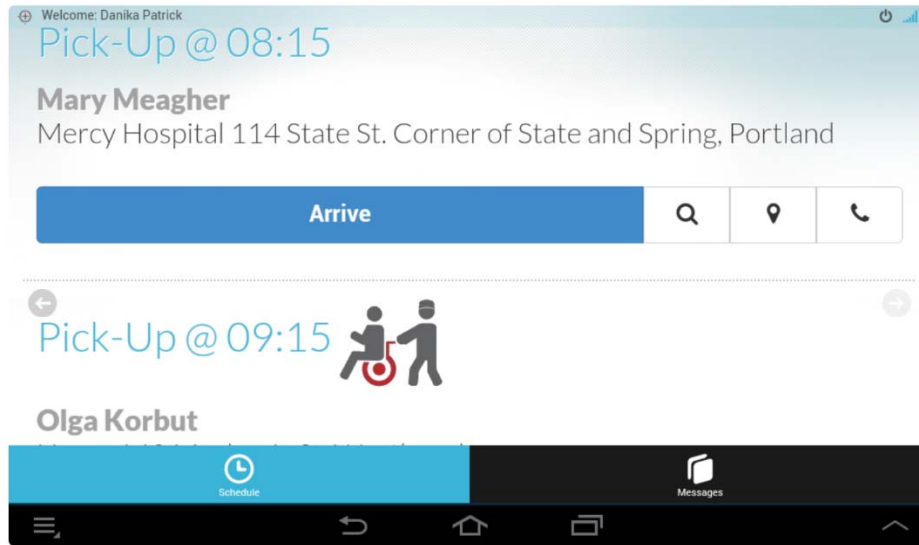 Welcome: Danika Patrick
Pick-Up @ 08:15
Mary Meagher
Mercy Hospital 114 State St. Corner of State and Spring, Portland
Arrive
Pick-Up @ 09:15
Olga Korbut
Schedule
Messages